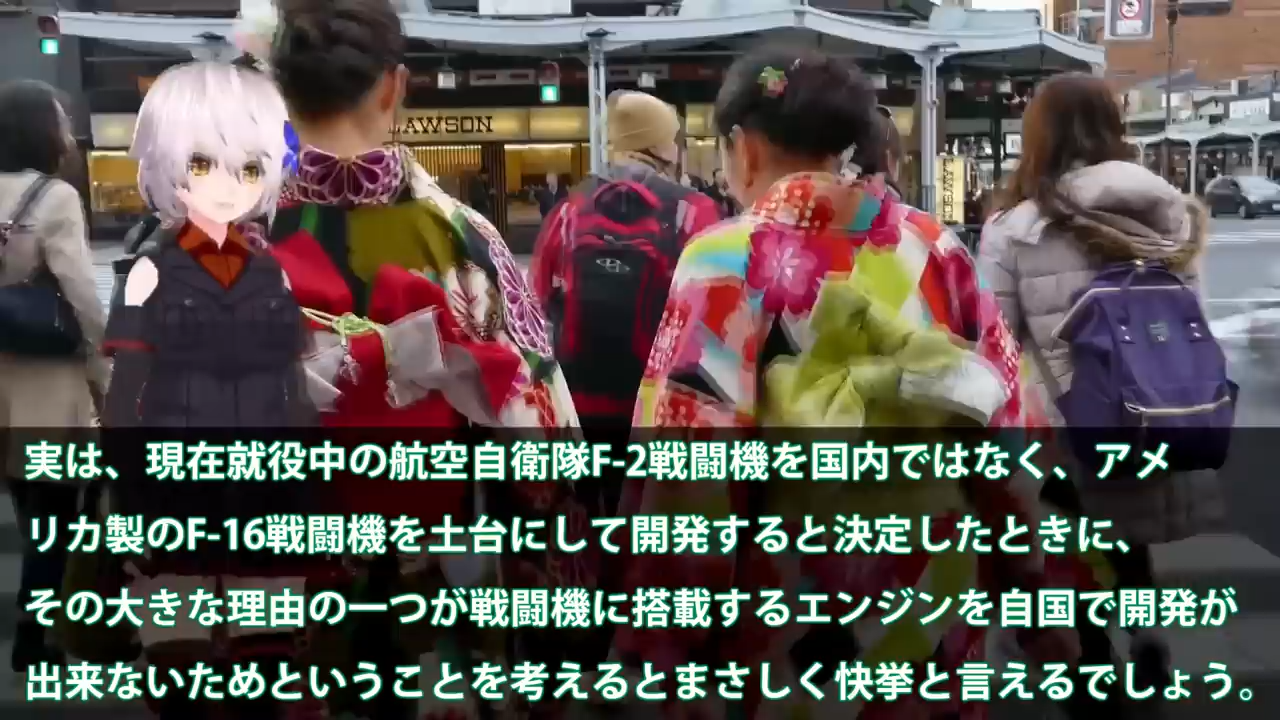 LAWSON
LAWSON
実は、現在就役中の航空自衛隊F-2戦闘機を国内ではなく、アメ
リカ製のF-16戦闘機を土台にして開発すると決定したときに、
その大きな理由の一つが戦闘機に搭載するエンジンを自国で開発が
出来ないためということを考えるとまさしく快挙と言えるでしょう。